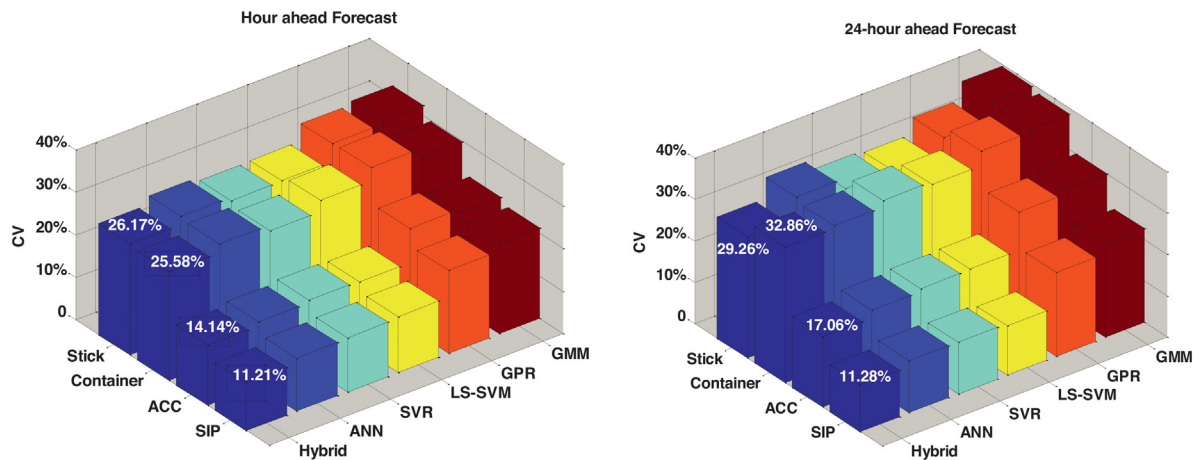 Hour ahead Forecast
40%
30%
20%
10%
0
CV
26.17%
25.58%
14.14%
11.21%
Stick
Container
ACC
SIP
Hybrid
ANN
SVR
LS-SVM
GPR
GMM
24-hour ahead Forecast
40%
30%
20%
10%
0
CV
29.26%
32.86%
17.06%
11.28%
Stick
Container
ACC
SIP
Hybrid
ANN
SVR
LS-SVM
GPR
GMM